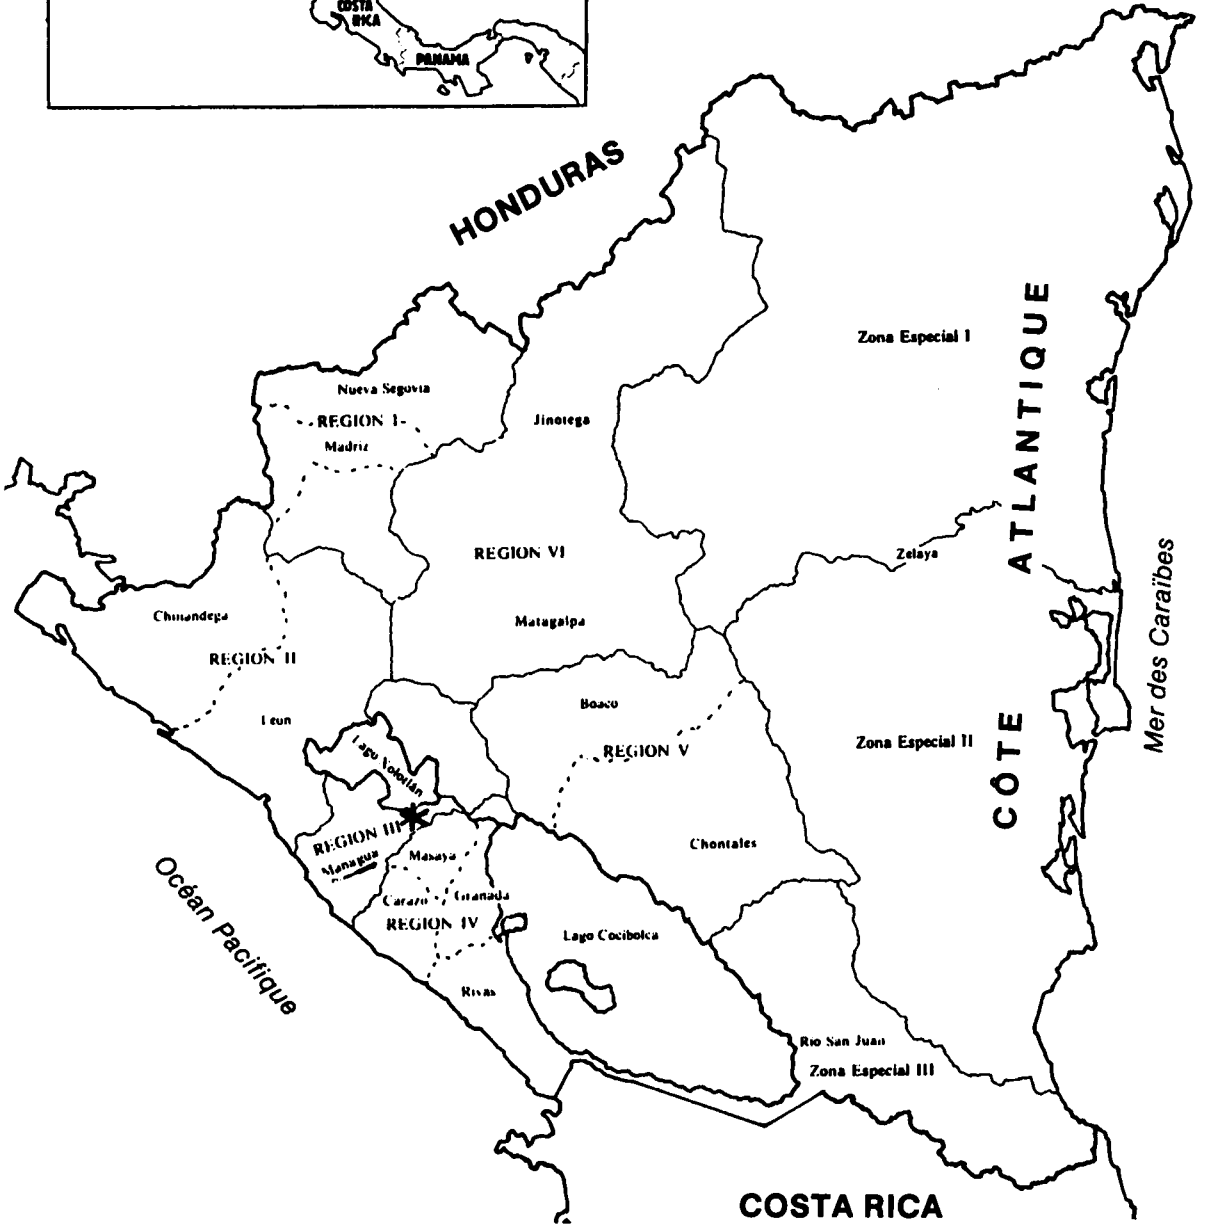 COSTA
RICA
PANAMA
HONDURAS
Zona Especial I
Nueva Segovia
REGION I
Jinotega
Madriz
CÔTE ATLANTIQUE
REGION VI
Zelaya
Mer des Caraïbes
Chinandega
Matagalpa
REGION II
Boaco
Leon
Zona Especial II
REGION V
Lago Xolotlán
REGION III
Managua
Masaya
Chontales
Océan Pacifique
Carazo
Granada
REGION IV
Lago Cocibolca
Rivas
Rio San Juan
Zona Especial III
COSTA RICA